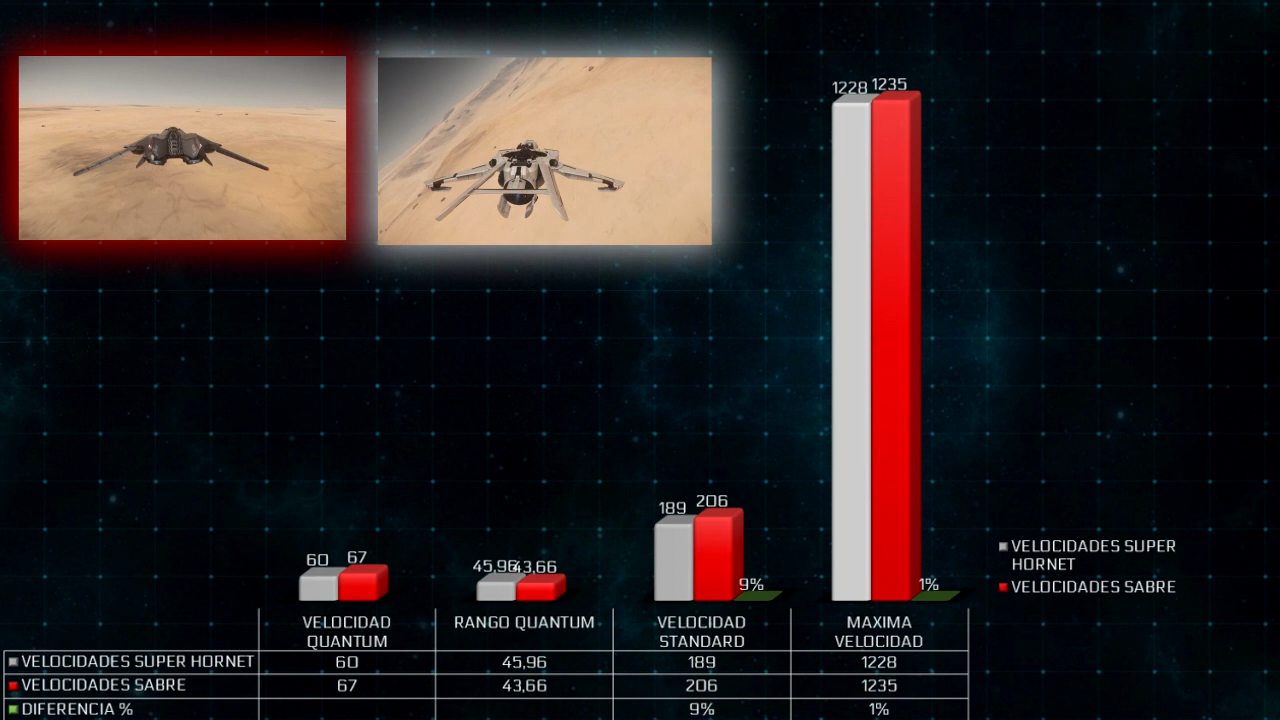 1228 1235
189 206
60 67
45,96 43,66
9% 1%
VELOCIDADES SUPER
HORNET
VELOCIDADES SABRE
VELOCIDAD
QUANTUM
RANGO QUANTUM
VELOCIDAD
STANDARD
MAXIMA
VELOCIDAD
VELOCIDADES SUPER HORNET 60 45,96 189 1228
VELOCIDADES SABRE 67 43,66 206 1235
DIFERENCIA % 9% 1%